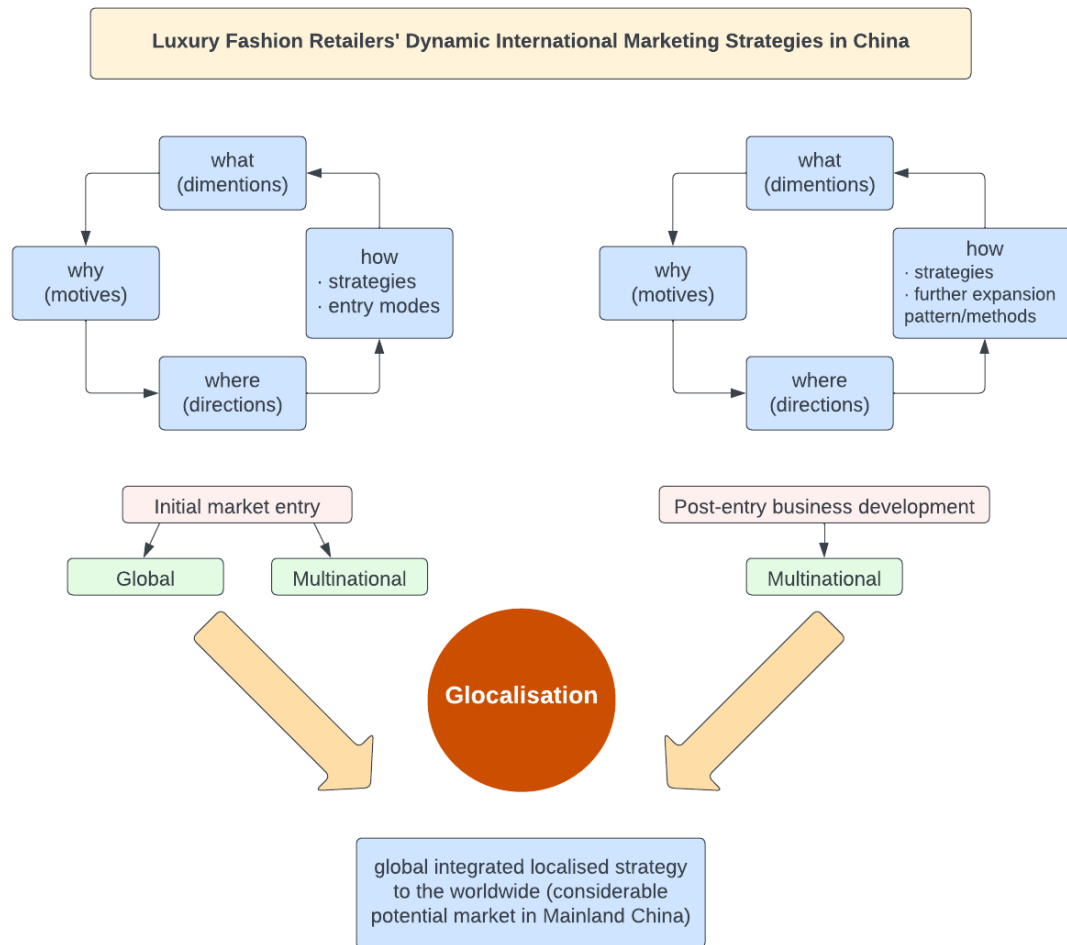 Luxury Fashion Retailers' Dynamic International Marketing Strategies in China
what
(dimentions)
why
(motives)
how
· strategies
· entry modes
where
(directions)
what
(dimentions)
why
(motives)
how
· strategies
· further expansion
pattern/methods
where
(directions)
Initial market entry
Global
Multinational
Post-entry business development
Multinational
Glocalisation
global integrated localised strategy
to the worldwide (considerable
potential market in Mainland China)